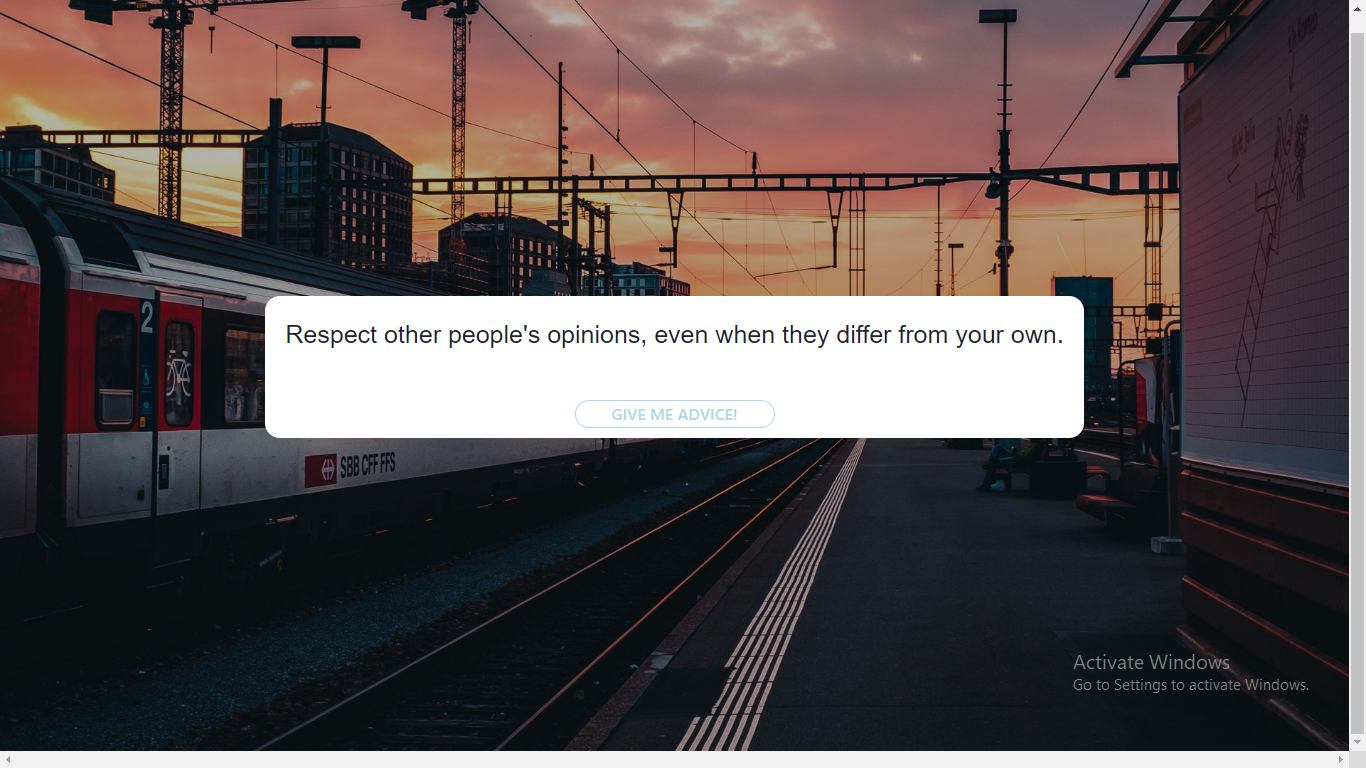 Respect other people's opinions, even when they differ from your own.
GIVE ME ADVICE!
2
SBB CFF FFS
Activate Windows
Go to Settings to activate Windows.